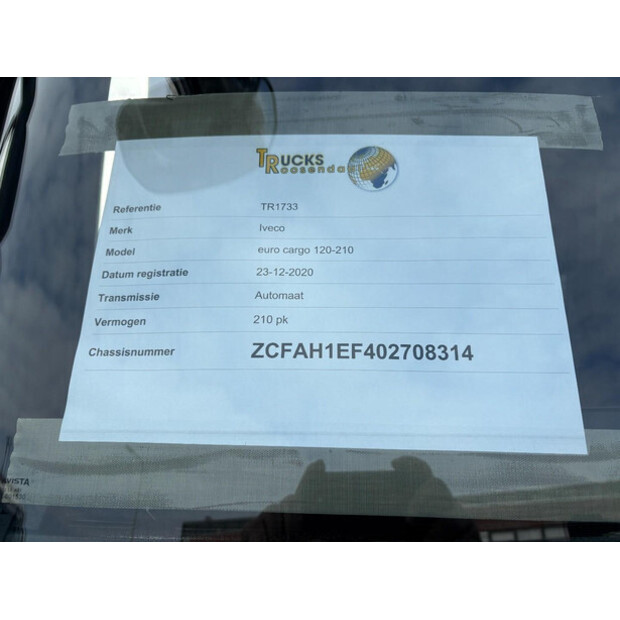 TRUCKS
Roosendaal
Referentie TR1733
Merk Iveco
Model euro cargo 120-210
Datum registratie 23-12-2020
Transmissie Automaat
Vermogen 210 pk
Chassisnummer ZCFAH1EF402708314